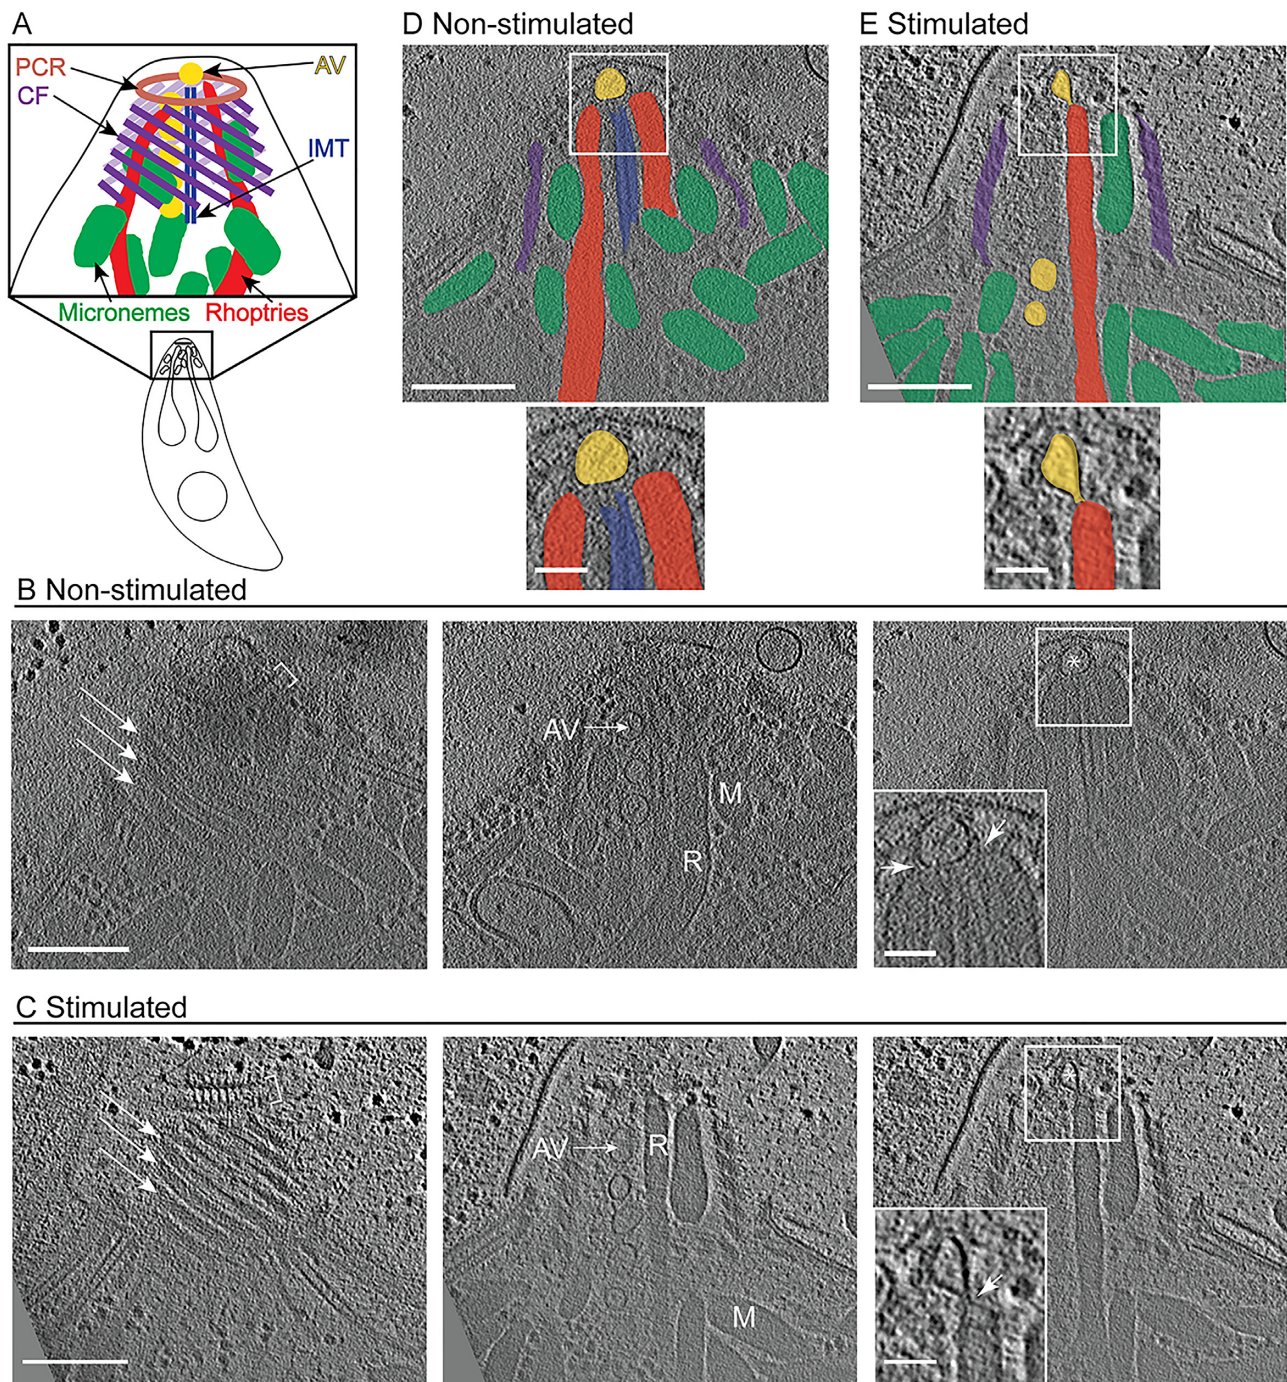 A
PCR
CF
AV
IMT
Micronemes
Rhoptries
D Non-stimulated
E Stimulated
B Non-stimulated
AV
M
R
*
C Stimulated
AV
R
M
*